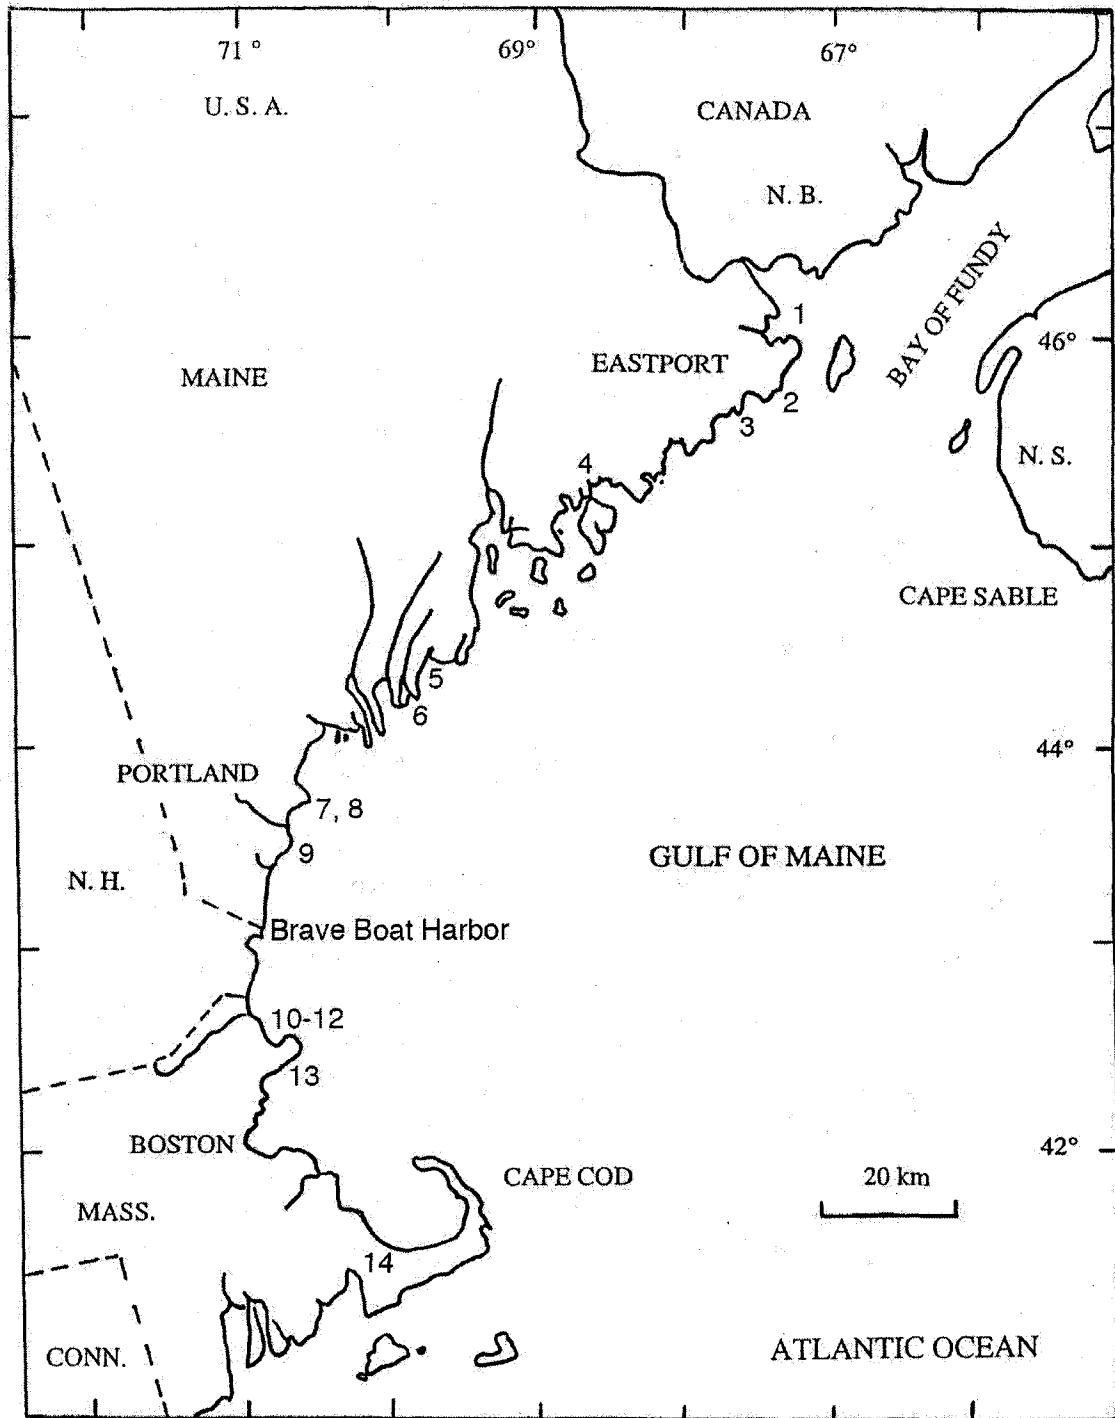 71 °
69°
67°
U. S. A.
CANADA
N. B.
BAY OF FUNDY
1
46°
EASTPORT
MAINE
2
3
N. S.
4
CAPE SABLE
5
6
44°
PORTLAND
7, 8
9
GULF OF MAINE
N. H.
Brave Boat Harbor
10-12
13
BOSTON
42°
CAPE COD
20 km
MASS.
14
CONN.
ATLANTIC OCEAN